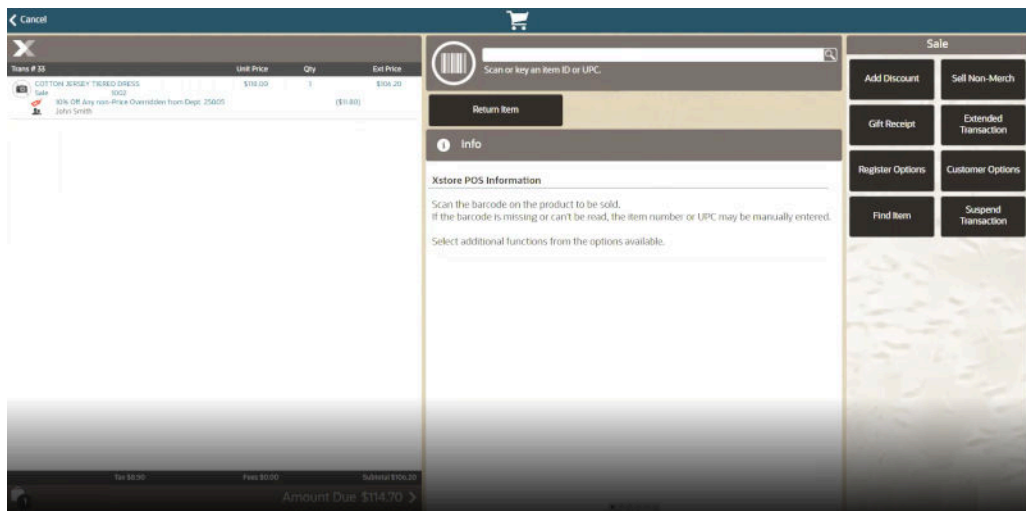 Cancel
X
Trans # 33 Unit Price Qty Ext Price
COTTON JERSEY TIERED DRESS $118.00 1 $106.20
Sale 1002
10% Off Any non-Price Overridden from Dept. 25005 ($11.80)
John Smith
Tax $8.50 Fees $0.00 Subtotal $106.20
1
Amount Due $114.70
Scan or key an item ID or UPC.
Return Item
Info
Xstore POS Information
Scan the barcode on the product to be sold.
If the barcode is missing or can't be read, the item number or UPC may be manually entered.
Select additional functions from the options available.
Sale
Add Discount
Sell Non-Merch
Gift Receipt
Extended
Transaction
Register Options
Customer Options
Find Item
Suspend
Transaction